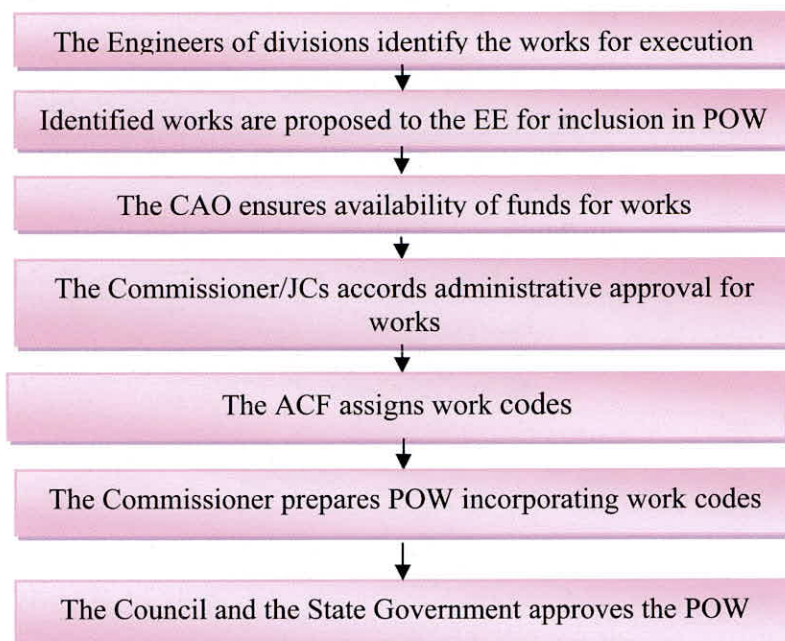 The Engineers of divisions identify the works for execution
Identified works are proposed to the EE for inclusion in POW
The CAO ensures availability of funds for works
The Commissioner/JCs accords administrative approval for
works
The ACF assigns work codes
The Commissioner prepares POW incorporating work codes
The Council and the State Government approves the POW